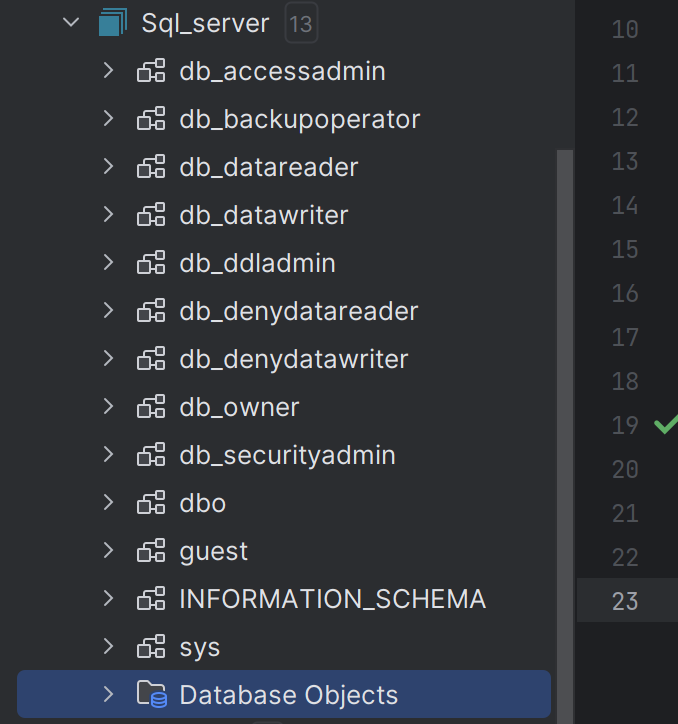 Sql_server 13
db_accessadmin
db_backupoperator
db_datareader
db_datawriter
db_ddladmin
db_denydatareader
db_denydatawriter
db_owner
db_securityadmin
dbo
guest
INFORMATION_SCHEMA
sys
Database Objects
10
11
12
13
14
15
16
17
18
19
20
21
22
23